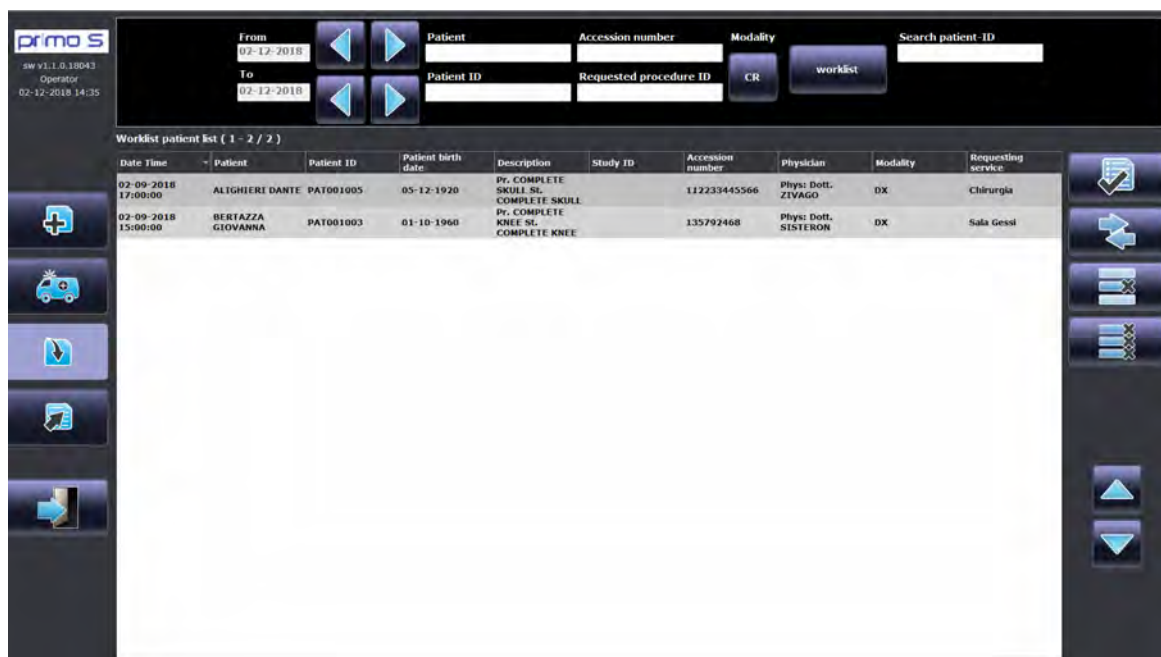 primo S
sw v1.1.0.18043
Operator
02-12-2018 14:35
From
02-12-2018
To
02-12-2018
Patient
Patient ID
Accession number
Requested procedure ID
Modality
CR
worklist
Search patient-ID
Worklist patient list ( 1 - 2 / 2 )
Date Time Patient Patient ID Patient birth date Description Study ID Accession number Physician Modality Requesting service
02-09-2018 17:00:00 ALIGHIERI DANTE PAT001005 05-12-1920 Pr. COMPLETE SKULL St. COMPLETE SKULL 112233445566 Phys: Dott. ZIVAGO DX Chirurgia
02-09-2018 15:00:00 BERTAZZA GIOVANNA PAT001003 01-10-1960 Pr. COMPLETE KNEE St. COMPLETE KNEE 135792468 Phys: Dott. SISTERON DX Sala Gessi